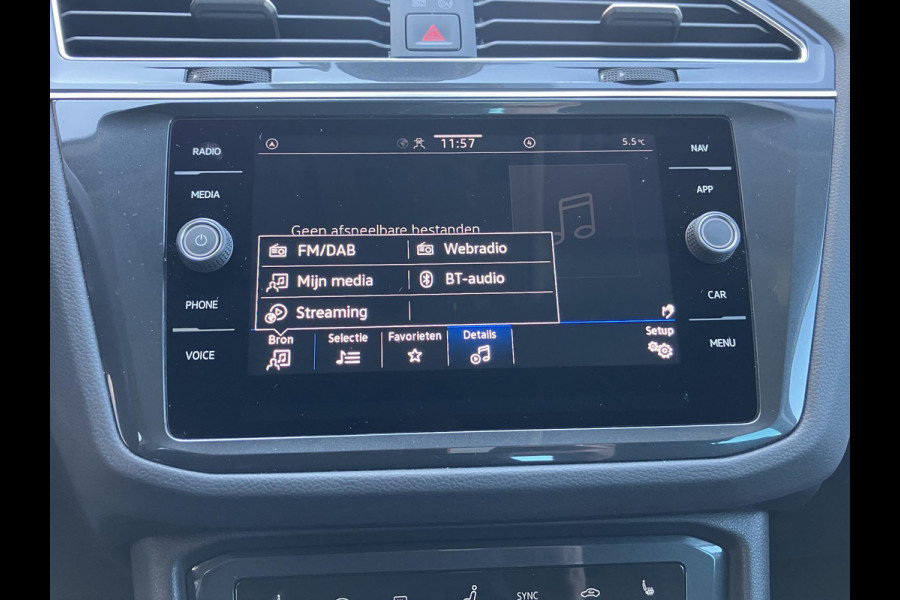 RADIO
MEDIA
PHONE
VOICE
11:57
4
5.5°C
Geen afspeelbare bestanden
FM/DAB
Webradio
Mijn media
BT-audio
Streaming
Bron
Selectie
Favorieten
Details
Setup
NAV
APP
CAR
MENU
SYNC